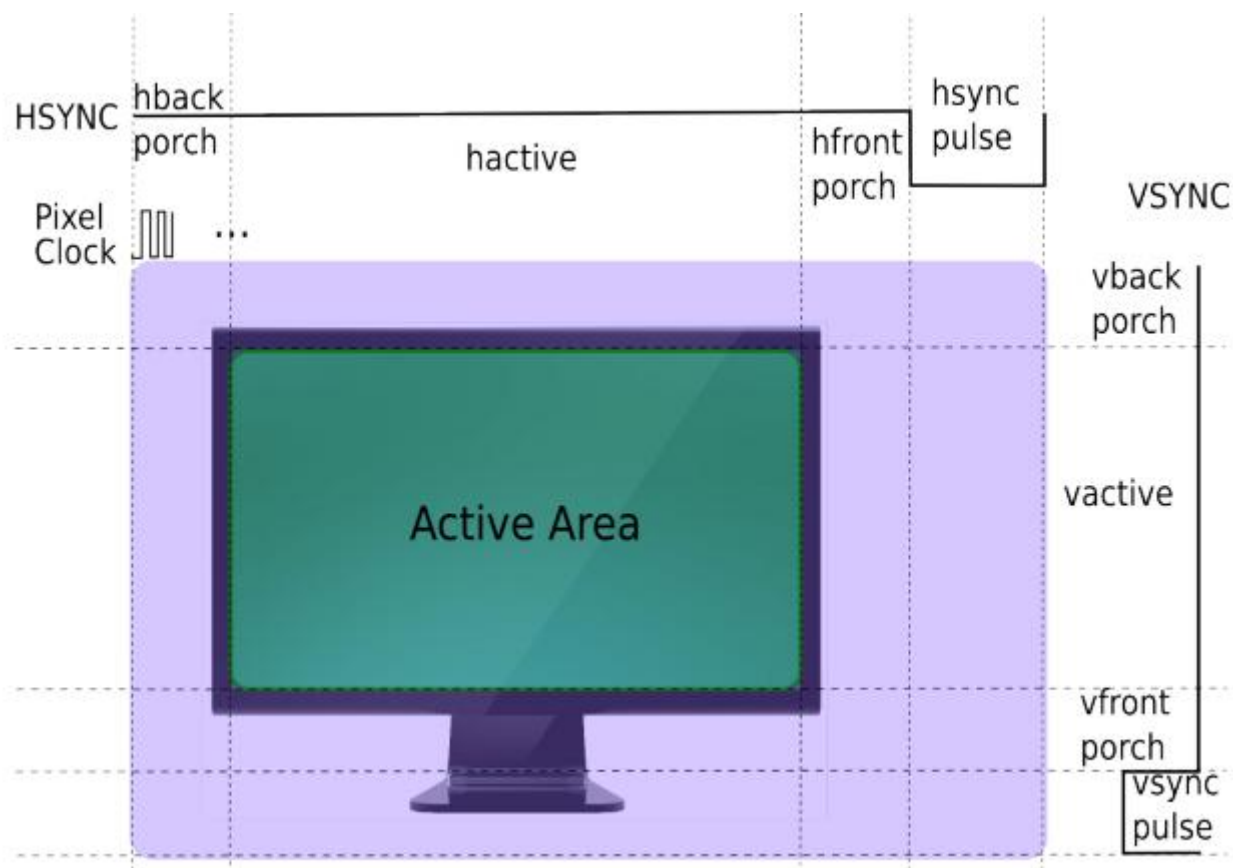 HSYNC
hback
porch
hactive
hfront
porch
hsync
pulse
VSYNC
Pixel
Clock
...
vback
porch
Active Area
vactive
vfront
porch
vsync
pulse